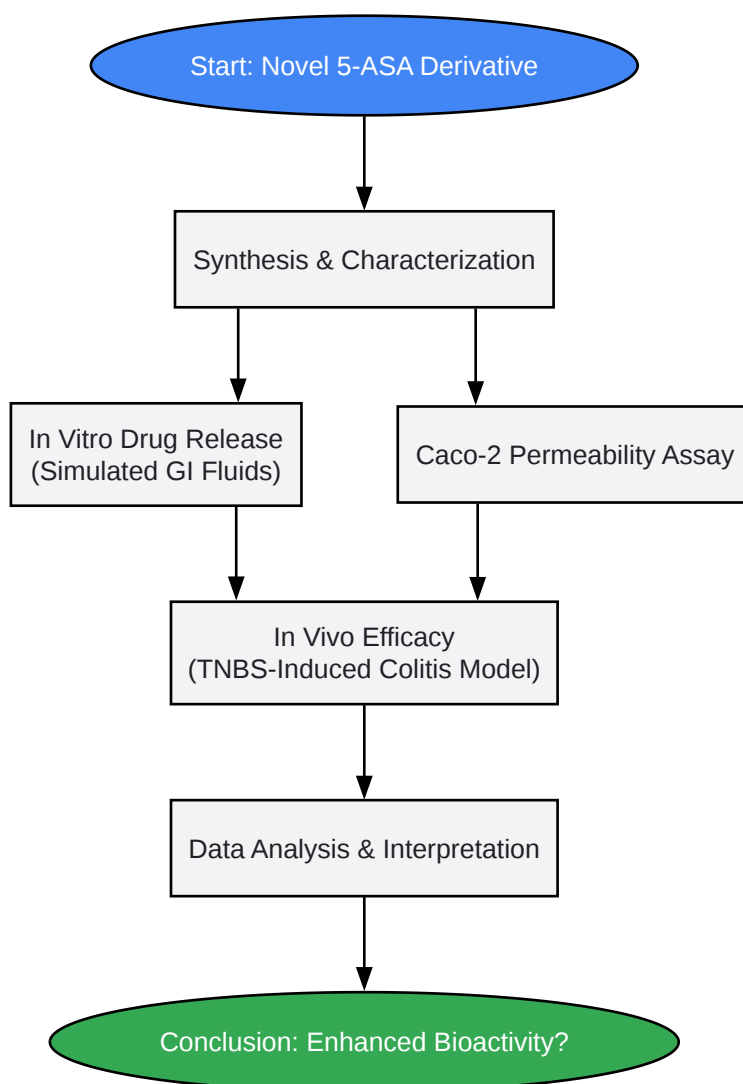 Start: Novel 5-ASA Derivative
Synthesis & Characterization
In Vitro Drug Release
(Simulated GI Fluids)
Caco-2 Permeability Assay
In Vivo Efficacy
(TNBS-Induced Colitis Model)
Data Analysis & Interpretation
Conclusion: Enhanced Bioactivity?